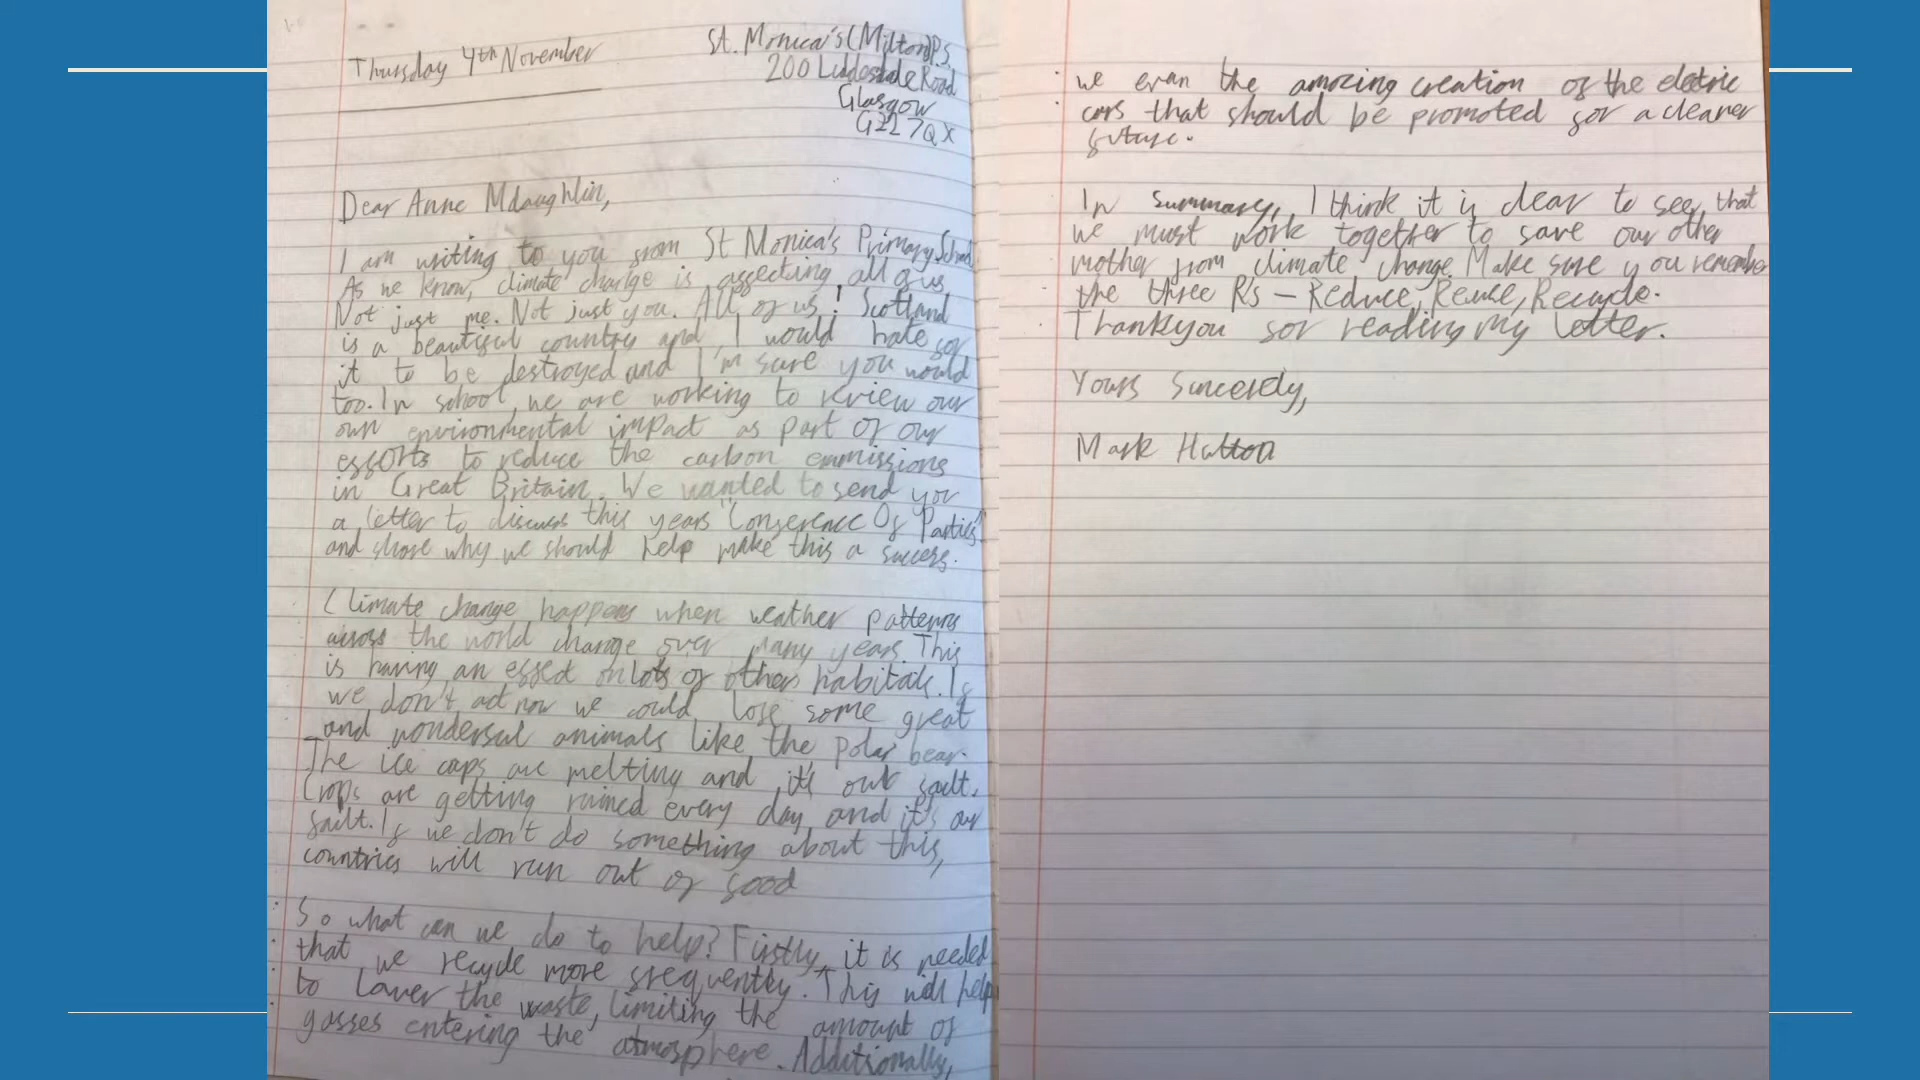 Thursday 4th November
St. Monica's (Milton) P.S.
200 Liddesdale Road
Glasgow
G22 7QX
Dear Anne Mclaughlin,
I am writing to you from St Monica's Primary School
As we know, climate change is affecting all of us
Not just me. Not just you. All of us! Scotland
is a beautiful country and, I would hate for
it to be destroyed and I'm sure you would
too. In school, we are working to review our
own environmental impact as part of our
efforts to reduce the carbon emmissions
in Great Britain. We wanted to send you
a letter to discuss this years "Conference Of Parties"
and share why we should help make this a success.
Climate change happens when weather patterns
across the world change over many years. This
is having an effect on lots of others habitats. If
we don't act now we could lose some great
and wonderful animals like the polar bear.
The ice caps are melting and it's our fault.
Crops are getting ruined every day and it's our
fault. If we don't do something about this,
countries will run out of food
So what can we do to help? Firstly, it is needed
that we recycle more frequently. This will help
to lower the waste, limiting the amount of
gasses entering the atmosphere. Additionally,
we evan the amazing creation of the electric
cars that should be promoted for a cleaner
future.
In summary, I think it is clear to see, that
we must work together to save our other
mother from climate change. Make sure you remember
the three R's - Reduce, Reuse, Recycle.
Thankyou for reading my letter.
Yours Sincerely,
Mark Hatton